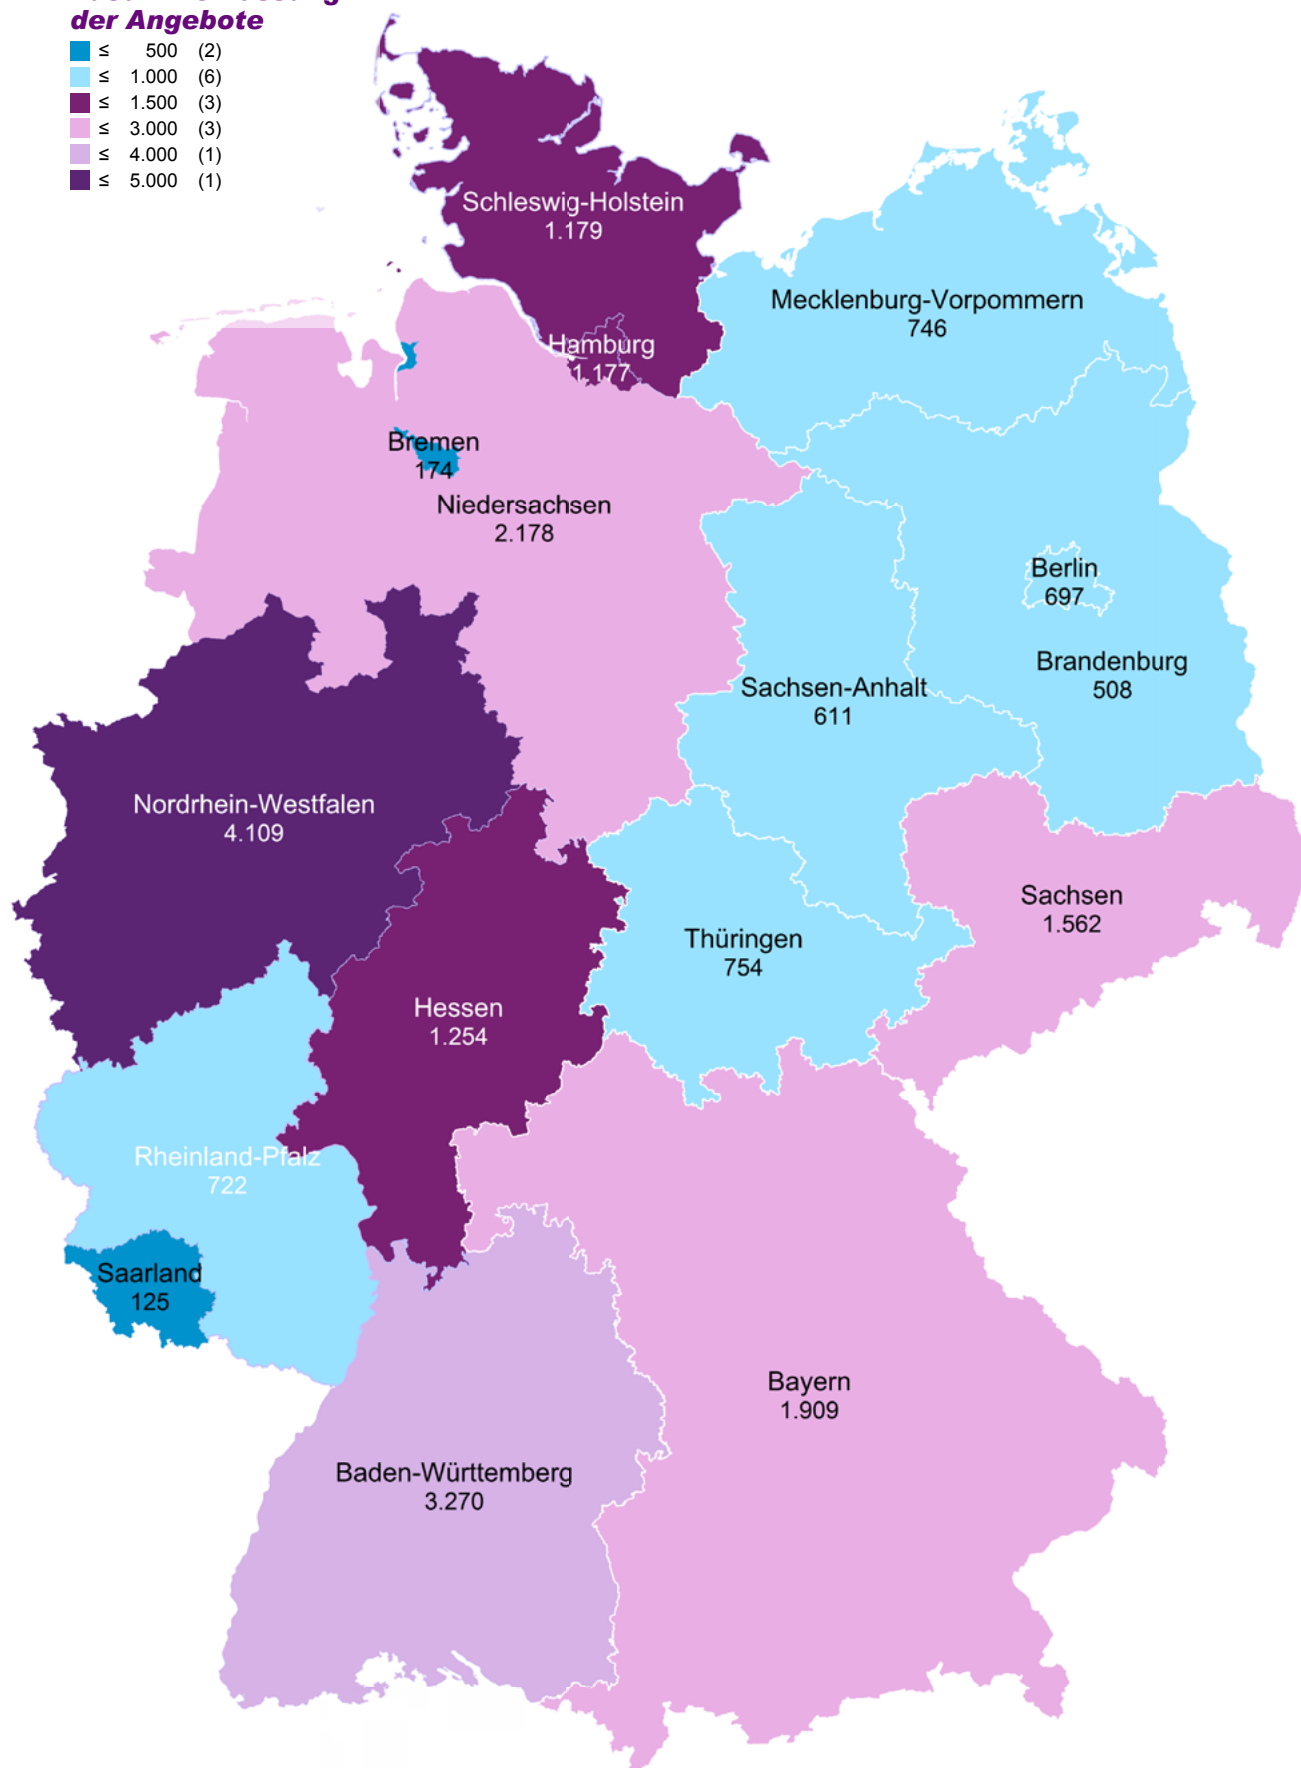 der Angebote
≤ 500 (2)
≤ 1.000 (6)
≤ 1.500 (3)
≤ 3.000 (3)
≤ 4.000 (1)
≤ 5.000 (1)
Schleswig-Holstein
1.179
Mecklenburg-Vorpommern
746
Hamburg
1.177
Bremen
174
Niedersachsen
2.178
Berlin
697
Brandenburg
508
Sachsen-Anhalt
611
Nordrhein-Westfalen
4.109
Sachsen
1.562
Thüringen
754
Hessen
1.254
Rheinland-Pfalz
722
Saarland
125
Bayern
1.909
Baden-Württemberg
3.270